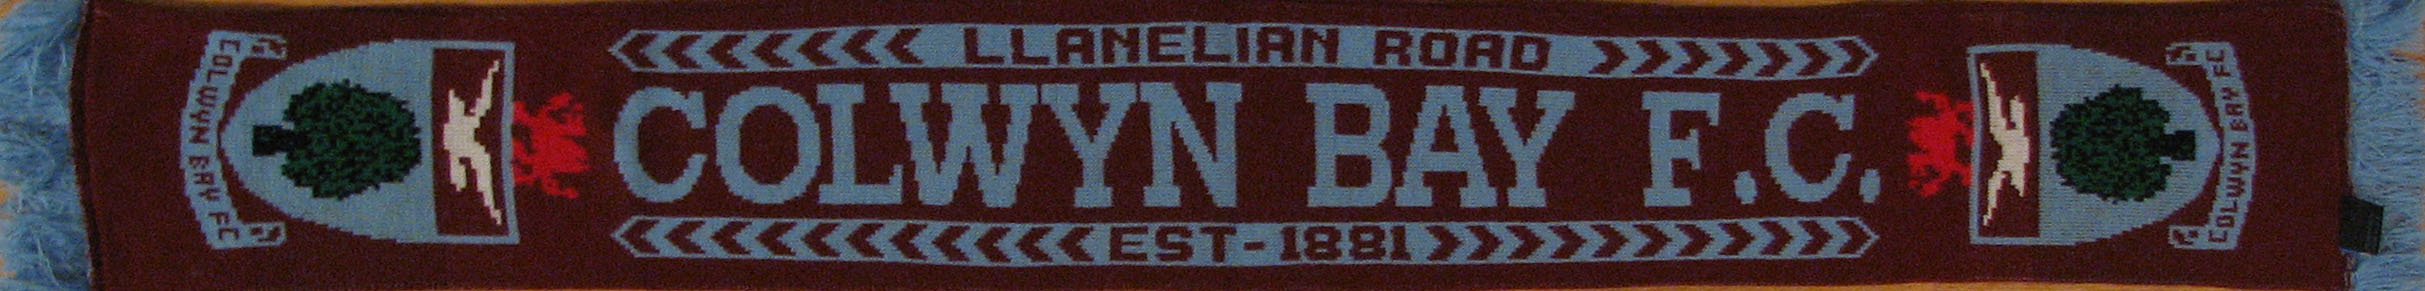 COLWYN BAY FC
LLANELIAN ROAD
COLWYN BAY F.C.
EST-1881
COLWYN BAY FC